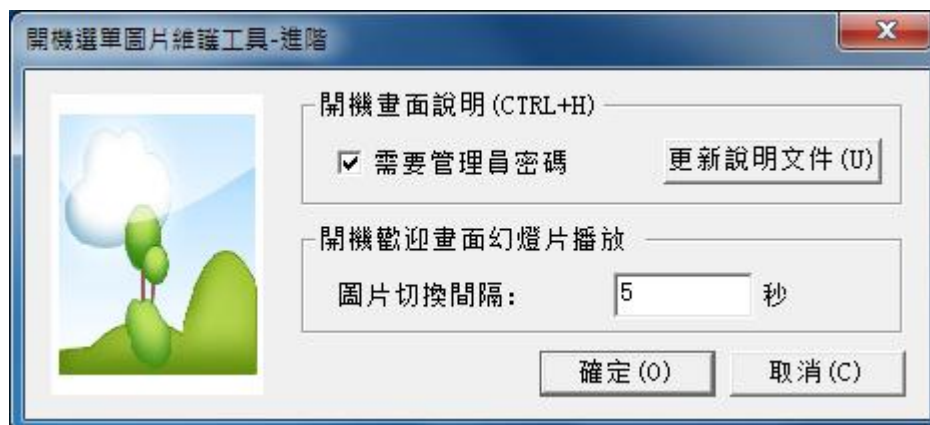 開機選單圖片維護工具-進階
開機畫面說明(CTRL+H)
需要管理員密碼
更新說明文件(U)
開機歡迎畫面幻燈片播放
圖片切換間隔:
5
秒
確定(O)
取消(C)